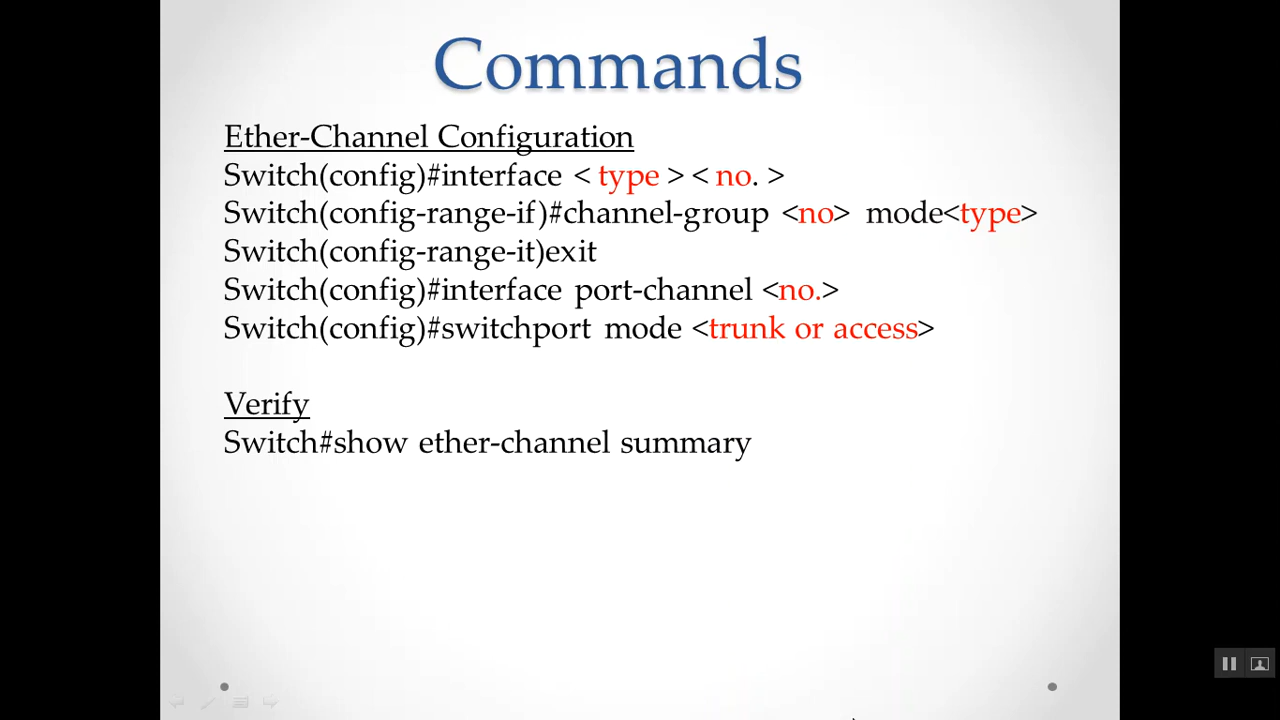 Commands
Ether-Channel Configuration
Switch(config)#interface < type > < no. >
Switch(config-range-if)#channel-group <no> mode<type>
Switch(config-range-it)exit
Switch(config)#interface port-channel <no.>
Switch(config)#switchport mode <trunk or access>
Verify
Switch#show ether-channel summary